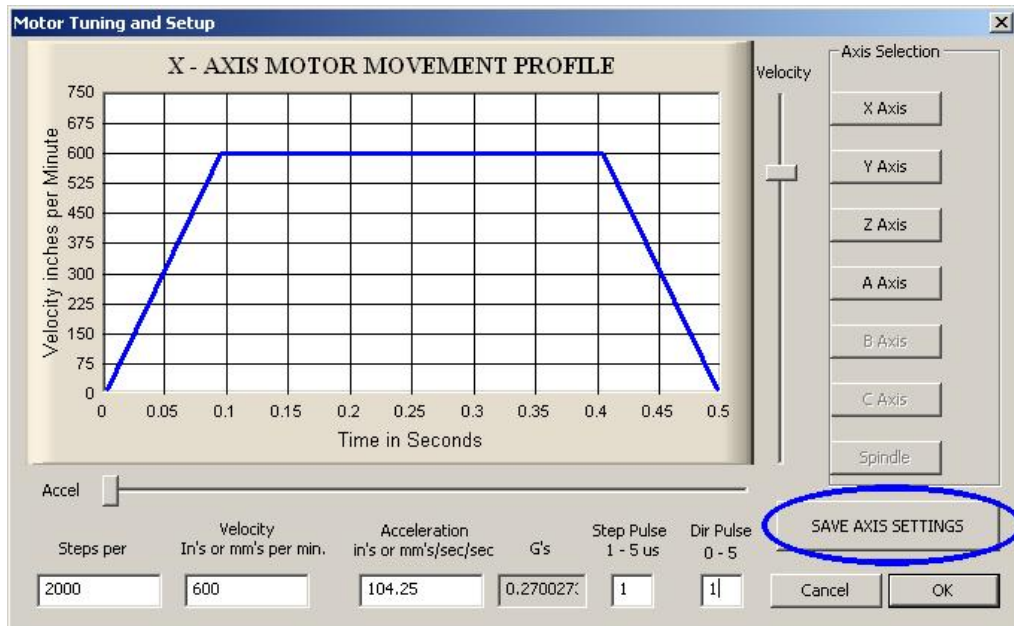 Motor Tuning and Setup
X - AXIS MOTOR MOVEMENT PROFILE
Velocity inches per Minute
750
675
600
525
450
375
300
225
150
75
0
0 0.05 0.1 0.15 0.2 0.25 0.3 0.35 0.4 0.45 0.5
Time in Seconds
Velocity
Axis Selection
X Axis
Y Axis
Z Axis
A Axis
B Axis
C Axis
Spindle
Accel
SAVE AXIS SETTINGS
Steps per
Velocity
In's or mm's per min.
Acceleration
in's or mm's/sec/sec
G's
Step Pulse
1 - 5 us
Dir Pulse
0 - 5
2000
600
104.25
0.270027
1
1
Cancel
OK